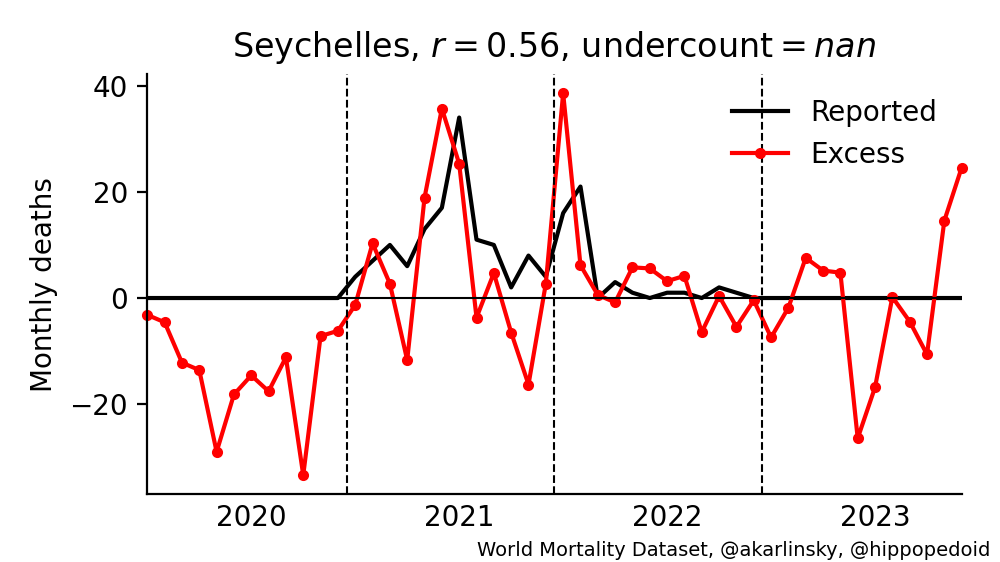 Seychelles, r = 0.56, undercount = nan
Monthly deaths
40
20
0
−20
Reported
Excess
2020 2021 2022 2023
World Mortality Dataset, @akarlinsky, @hippopedoid